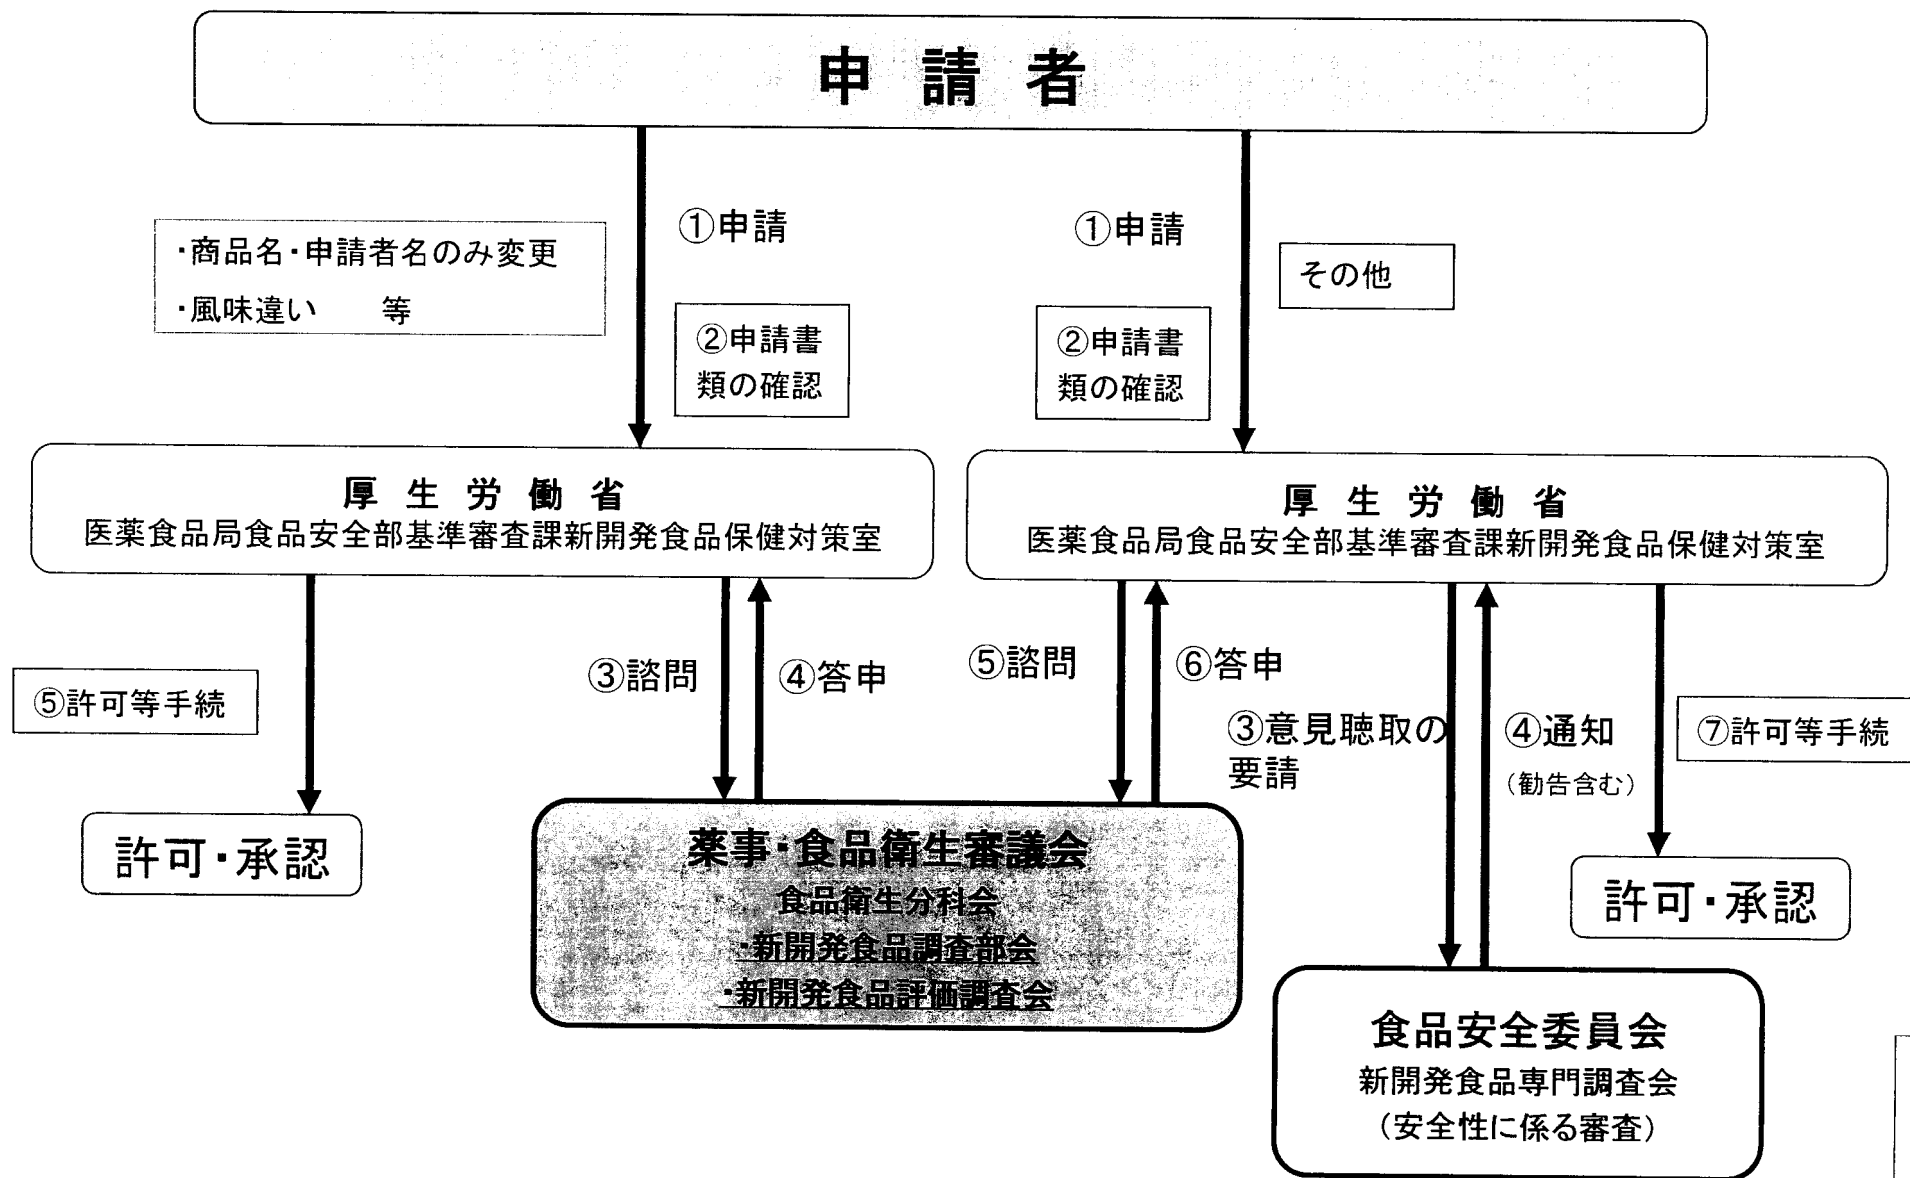 申 請 者
・商品名・申請者名のみ変更
・風味違い　　等
①申請
②申請書
類の確認
①申請
②申請書
類の確認
その他
厚 生 労 働 省
医薬食品局食品安全部基準審査課新開発食品保健対策室
厚 生 労 働 省
医薬食品局食品安全部基準審査課新開発食品保健対策室
⑤許可等手続
③諮問
④答申
⑤諮問
⑥答申
③意見聴取の
要請
④通知
（勧告含む）
⑦許可等手続
許可・承認
薬事・食品衛生審議会
食品衛生分科会
・新開発食品調査部会
・新開発食品評価調査会
許可・承認
食品安全委員会
新開発食品専門調査会
（安全性に係る審査）